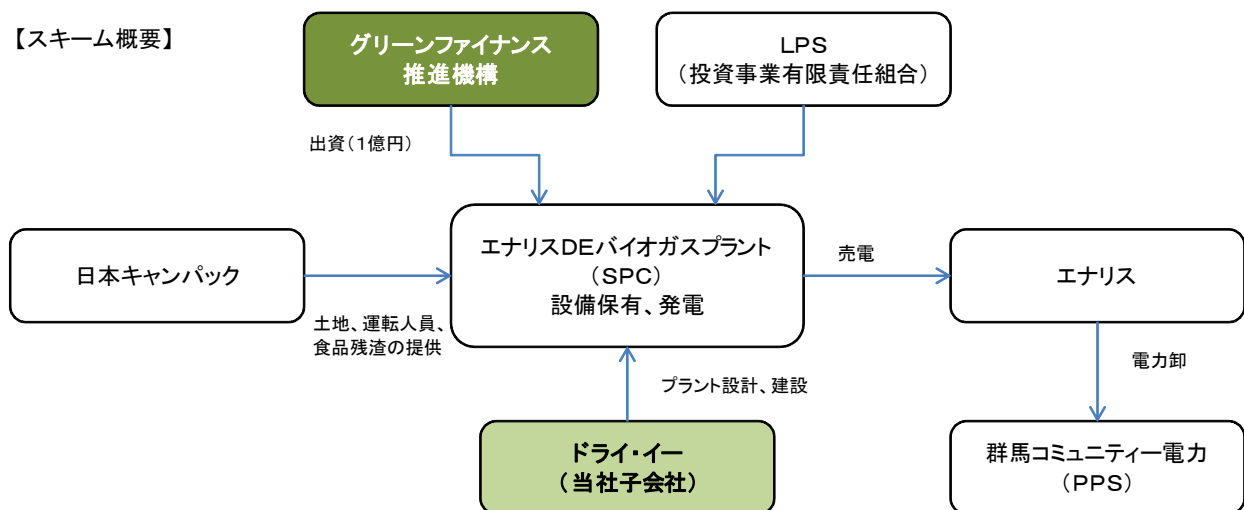 【スキーム概要】
グリーンファイナンス
推進機構
LPS
（投資事業有限責任組合）
出資（１億円）
日本キャンパック
エナリスDEバイオガスプラント
（SPC）
設備保有、発電
売電
エナリス
土地、運転人員、
食品残渣の提供
プラント設計、建設
電力卸
ドライ・イー
（当社子会社）
群馬コミュニティー電力
（PPS）